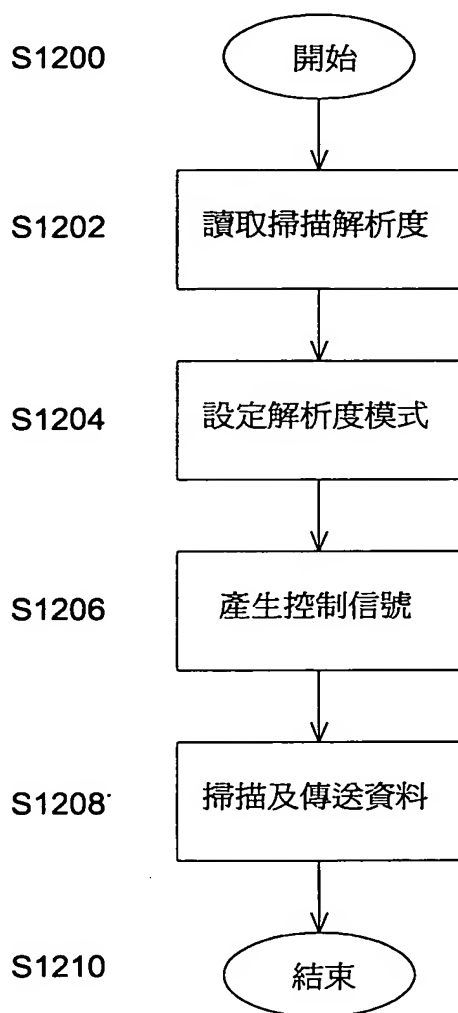 S1200 開始
S1202 讀取掃描解析度
S1204 設定解析度模式
S1206 產生控制信號
S1208 掃描及傳送資料
S1210 結束